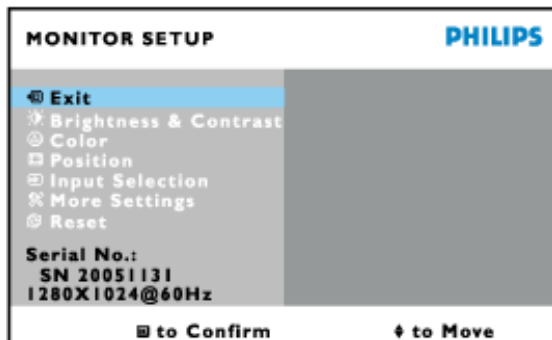 MONITOR SETUP
PHILIPS
Exit
Brightness & Contrast
Color
Position
Input Selection
More Settings
Reset
Serial No.:
SN 20051131
1280X1024@60Hz
to Confirm
to Move